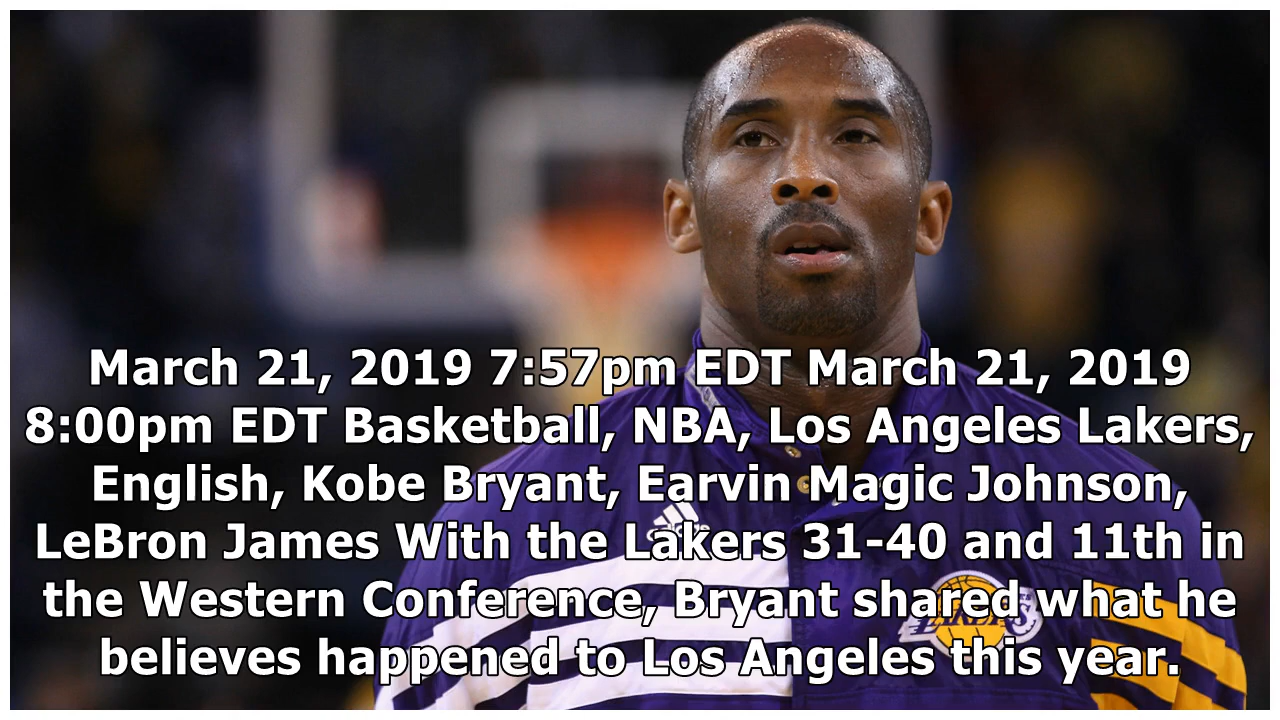 March 21, 2019 7:57pm EDT March 21, 2019
8:00pm EDT Basketball, NBA, Los Angeles Lakers,
English, Kobe Bryant, Earvin Magic Johnson,
LeBron James With the Lakers 31-40 and 11th in
the Western Conference, Bryant shared what he
believes happened to Los Angeles this year.
adidas
LAKERS